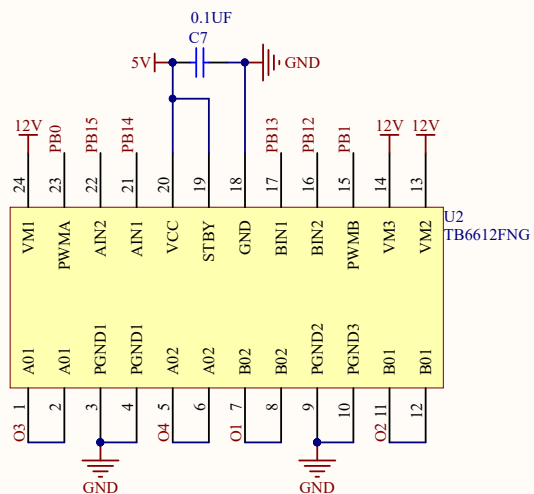 0.1UF
C7
5V
GND
12V
PB0
PB15
PB14
PB13
PB12
PB1
12V
12V
24
23
22
21
20
19
18
17
16
15
14
13
U2
TB6612FNG
VM1
PWMA
AIN2
AIN1
VCC
STBY
GND
BIN1
BIN2
PWMB
VM3
VM2
A01
A01
PGND1
PGND1
A02
A02
B02
B02
PGND2
PGND3
B01
B01
O3
1
2
3
4
O4
5
6
O1
7
8
9
10
O2
11
12
GND
GND